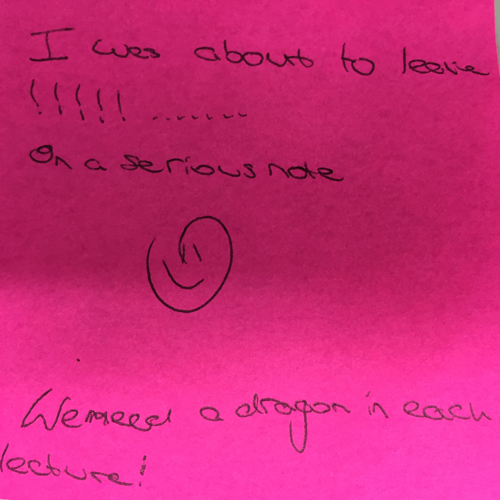 I was about to leave
!!!!! .......
On a serious note
We need a dragon in each
lecture!